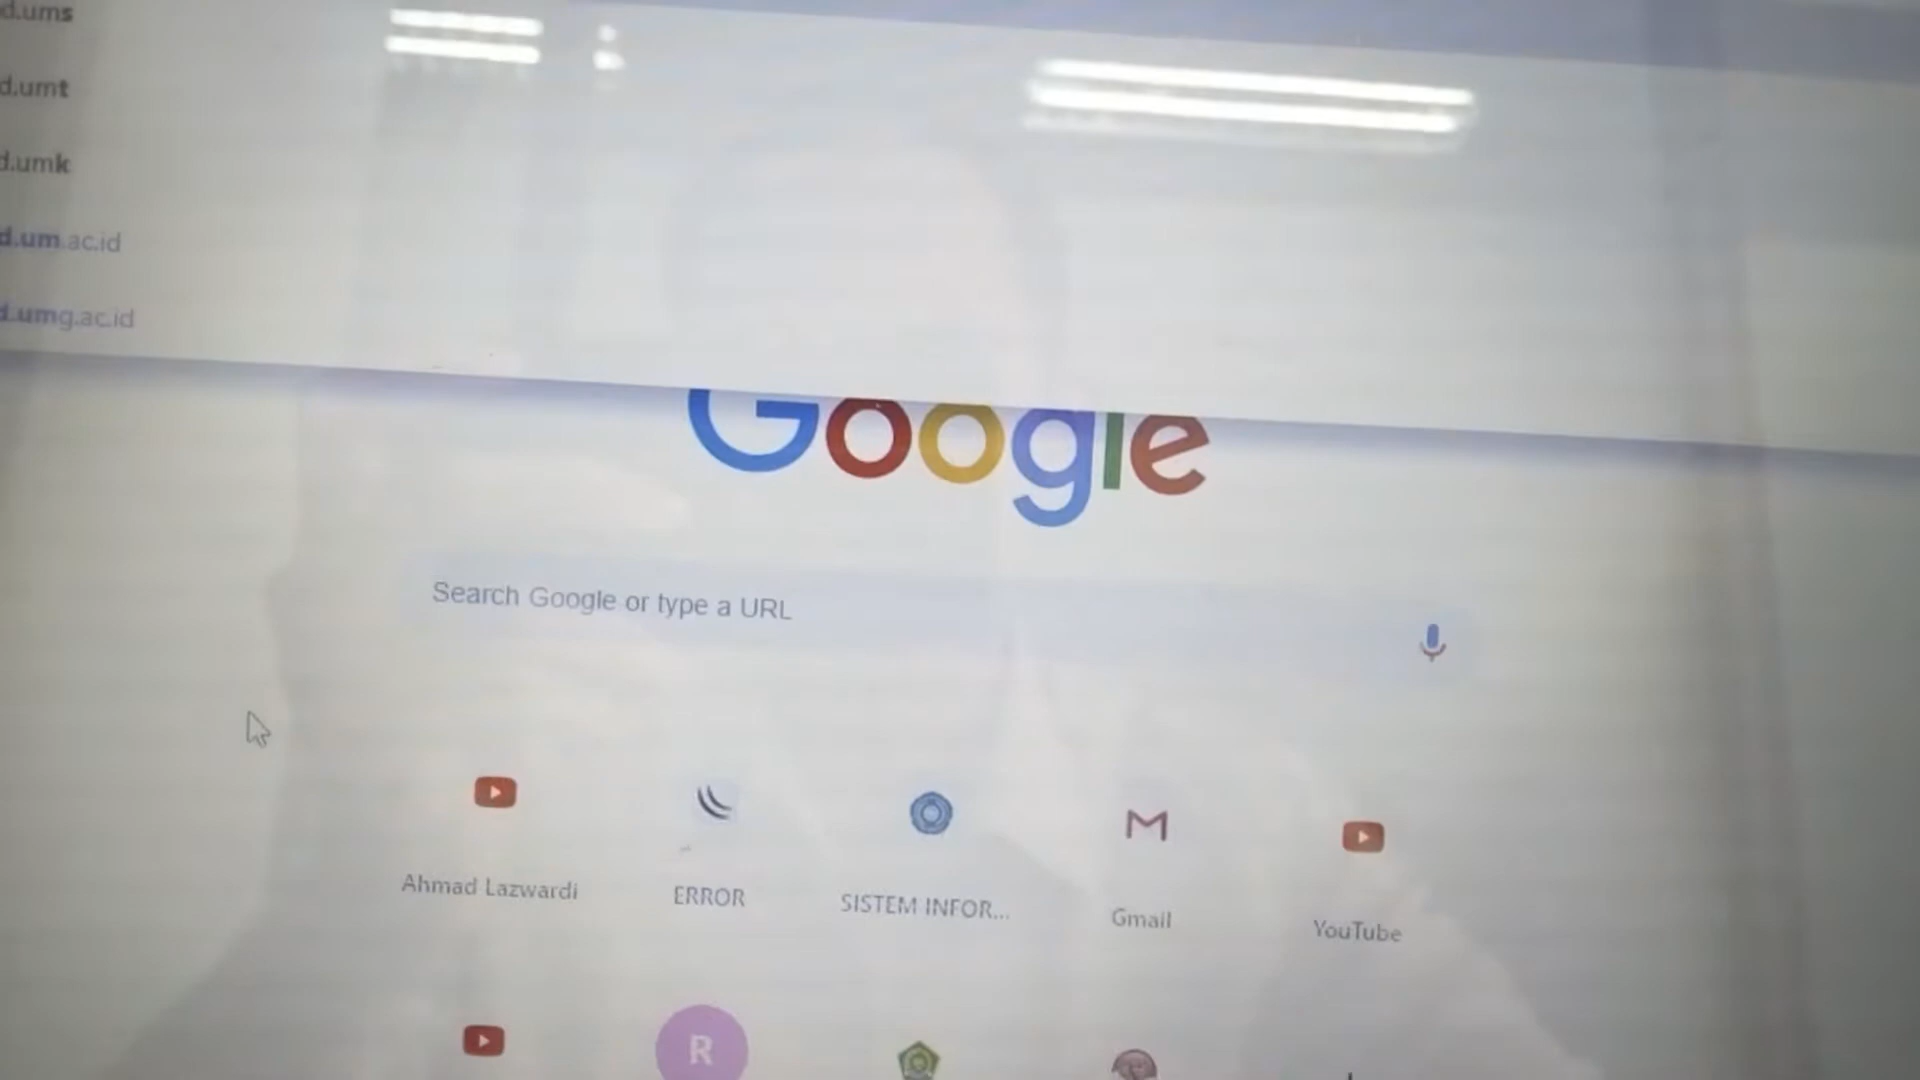 d.ums
d.umt
d.umk
d.um.ac.id
d.umg.ac.id
Google
Search Google or type a URL
Ahmad Lazwardi
ERROR
SISTEM INFOR...
Gmail
YouTube
R